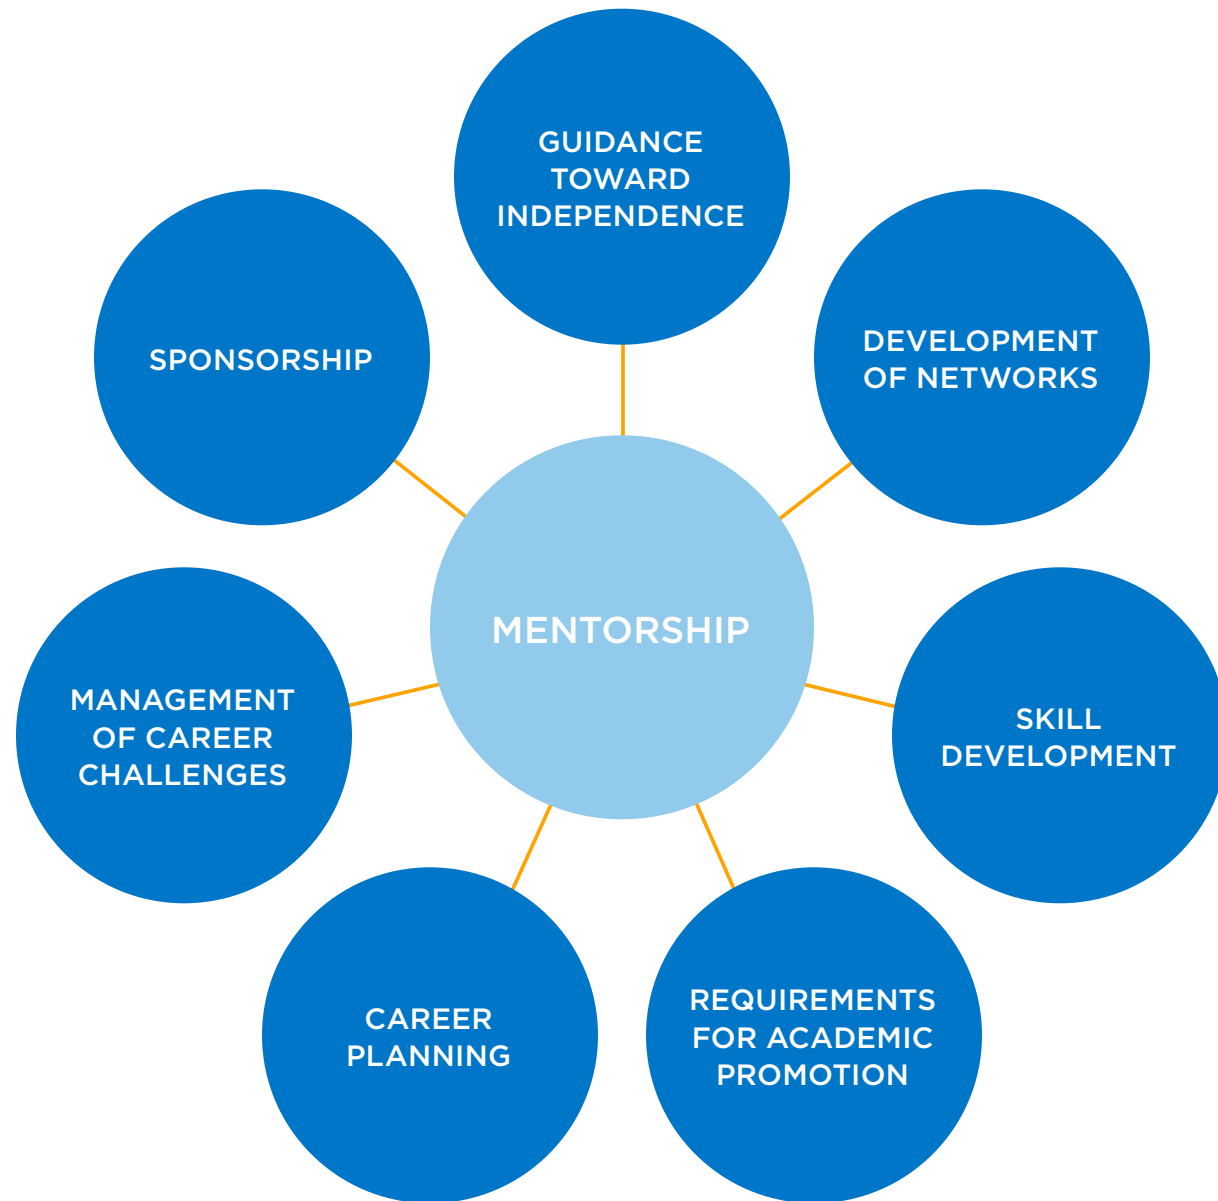 GUIDANCE
TOWARD
INDEPENDENCE
DEVELOPMENT
OF NETWORKS
SKILL
DEVELOPMENT
REQUIREMENTS
FOR ACADEMIC
PROMOTION
CAREER
PLANNING
MANAGEMENT
OF CAREER
CHALLENGES
SPONSORSHIP
MENTORSHIP